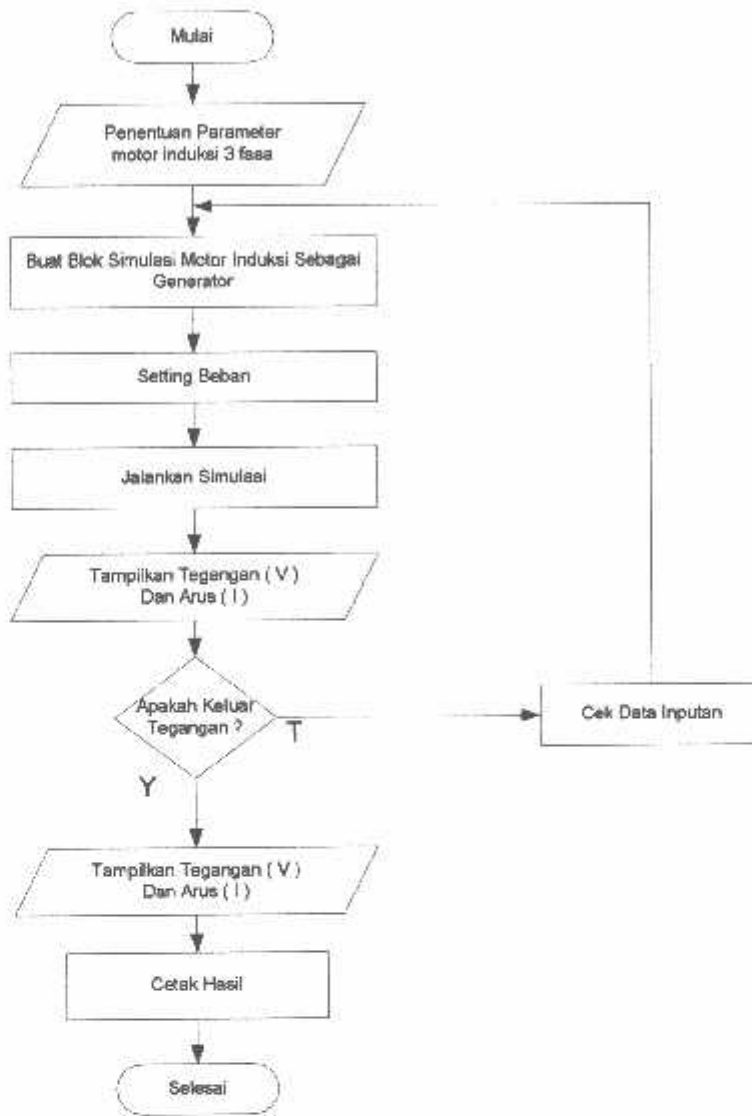 Mulai
Penentuan Parameter
motor induksi 3 fasa
Buat Blok Simulasi Motor Induksi Sebagai
Generator
Setting Beban
Jalankan Simulasi
Tampilkan Tegangan ( V )
Dan Arus ( I )
Apakah Keluar
Tegangan ?
T
Cek Data Inputan
Y
Tampilkan Tegangan ( V )
Dan Arus ( I )
Cetak Hasil
Selesai